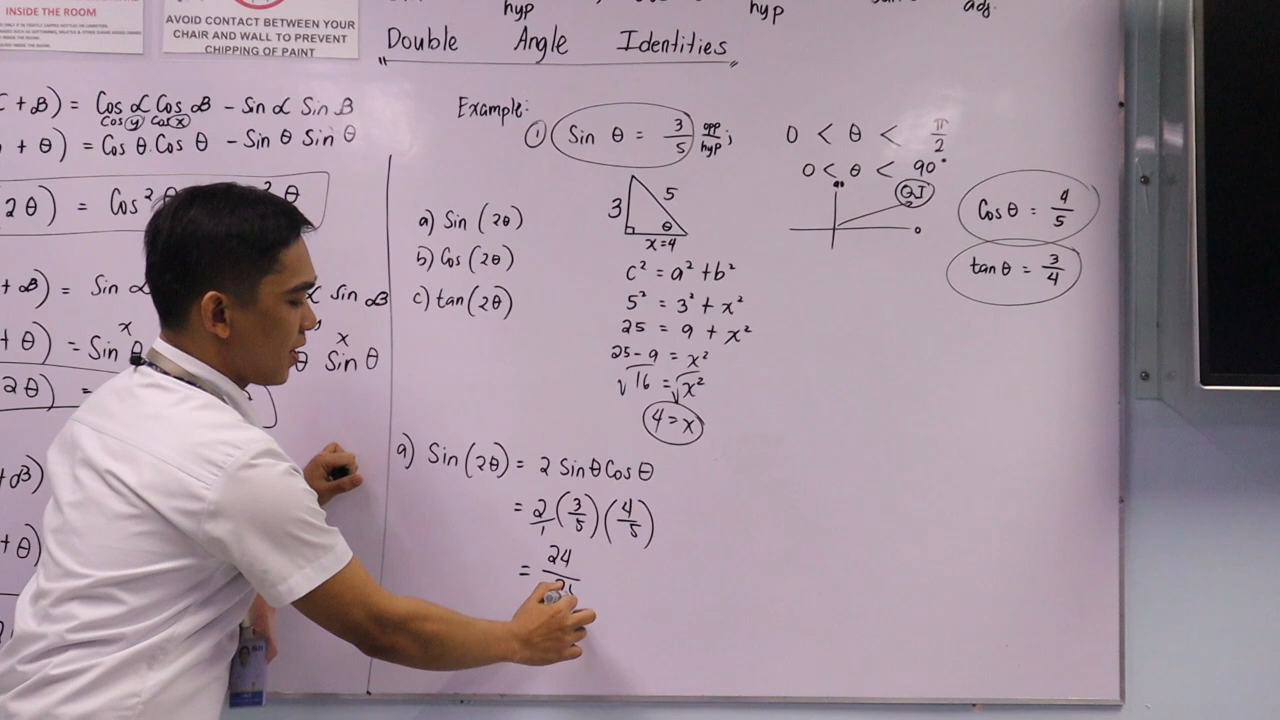 INSIDE THE ROOM
AVOID CONTACT BETWEEN YOUR
CHAIR AND WALL TO PREVENT
CHIPPING OF PAINT
hyp hyp adj.
Double Angle Identities
+ β) = Cos α Cos β - Sin α Sin β
Cos y Cos x
+ θ) = Cos θ · Cos θ - Sin θ Sin θ
2θ) = Cos² θ
+ β) = Sin α Sin β
x x
+ θ) = Sin θ θ Sin θ
2θ) =
+ β)
+ θ)
Example:
① Sin θ = 3/5 opp/hyp ;
0 < θ < π/2
0 < θ < 90°
QI
0
3 5 θ
x = 4
Cos θ = 4/5
tan θ = 3/4
a) Sin (2θ)
b) Cos (2θ)
c) tan (2θ)
c² = a² + b²
5² = 3² + x²
25 = 9 + x²
25 - 9 = x²
√16 = √x²
4 = x
a) Sin (2θ) = 2 Sin θ Cos θ
= 2/1 (3/5) (4/5)
= 24/2